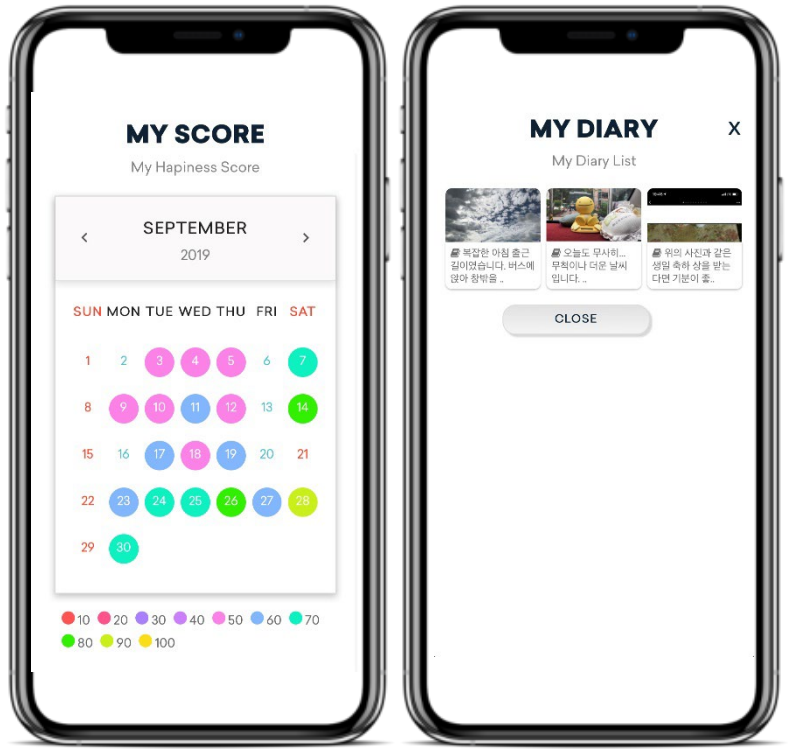 MY SCORE
My Hapiness Score
SEPTEMBER
2019
SUN MON TUE WED THU FRI SAT
1 2 3 4 5 6 7
8 9 10 11 12 13 14
15 16 17 18 19 20 21
22 23 24 25 26 27 28
29 30
10 20 30 40 50 60 70
80 90 100
MY DIARY X
My Diary List
복잡한 아침 출근
길이었습니다. 버스에
앉아 창밖을 ..
오늘도 무사히...
무척이나 더운 날씨
입니다. ..
위의 사진과 같은
생일 축하 상을 받는
다면 기분이 좋..
CLOSE